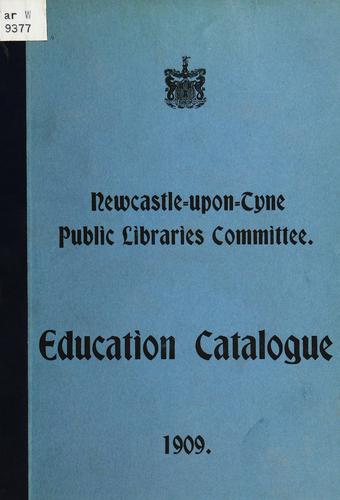 ar W
9377
Newcastle=upon=Tyne
Public Libraries Committee.
Education Catalogue
1909.